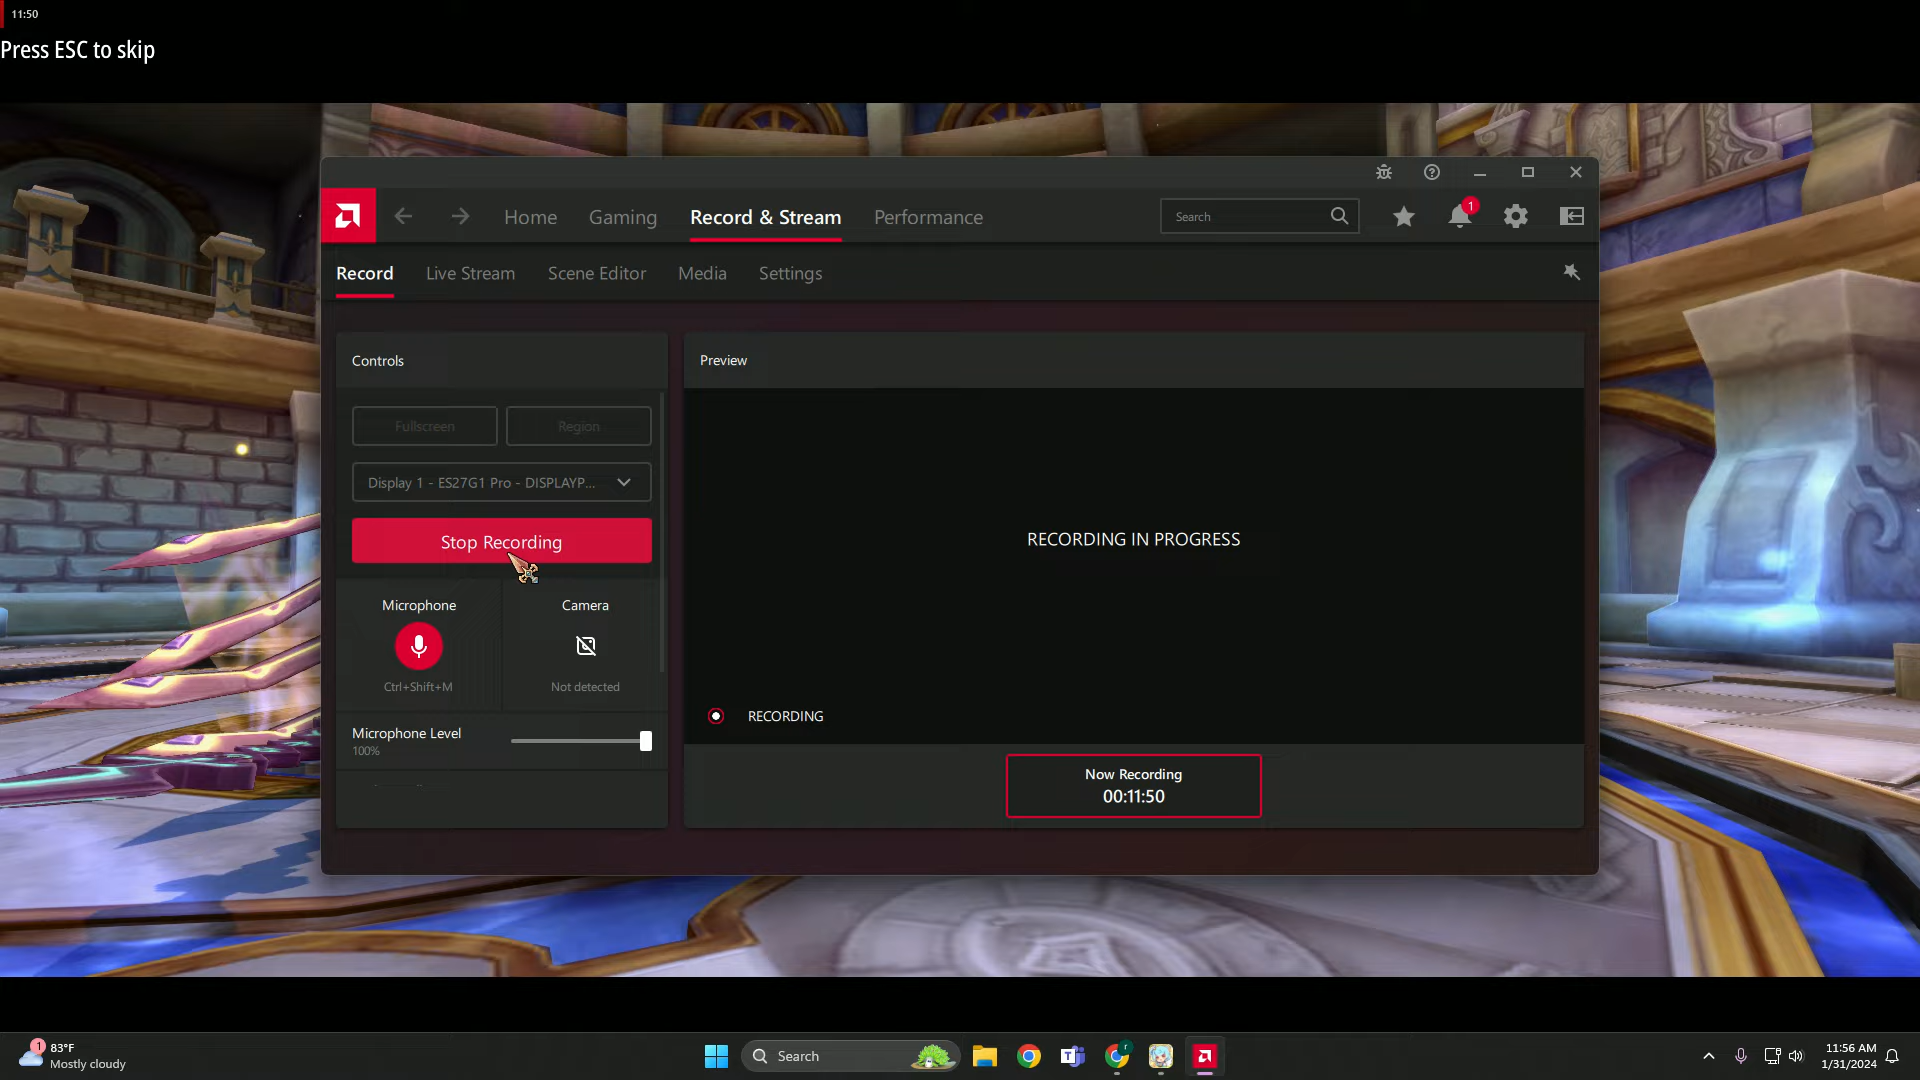 11:50
Press ESC to skip
Home Gaming Record & Stream Performance
Search
1
Record Live Stream Scene Editor Media Settings
Controls
Preview
Fullscreen Region
Display 1 - ES27G1 Pro - DISPLAYP...
Stop Recording
RECORDING IN PROGRESS
Microphone Camera
Ctrl+Shift+M Not detected
RECORDING
Microphone Level
100%
Now Recording
00:11:50
1
83°F
Mostly cloudy
Search
r
11:56 AM
1/31/2024